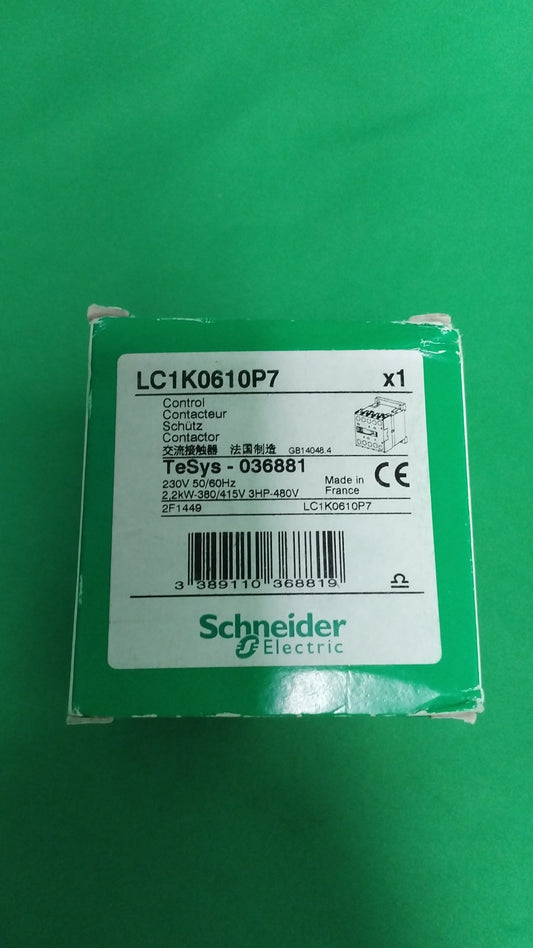 LC1K0610P7 x1
Control
Contacteur
Schütz
Contactor
交流接触器 法国制造 GB14048.4
TeSys - 036881
230V 50/60Hz Made in
2,2kW-380/415V 3HP-480V France
CE
2F1449 LC1K0610P7
3 389110 368819
Schneider
Electric